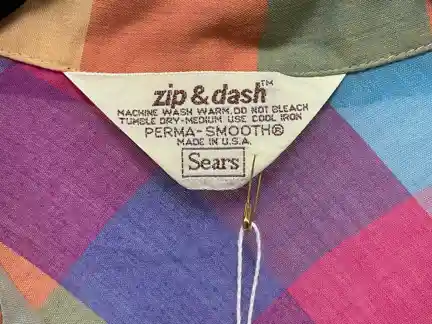 zip & dash™
MACHINE WASH WARM. DO NOT BLEACH
TUMBLE DRY-MEDIUM USE COOL IRON
PERMA-SMOOTH®
MADE IN U.S.A.
Sears